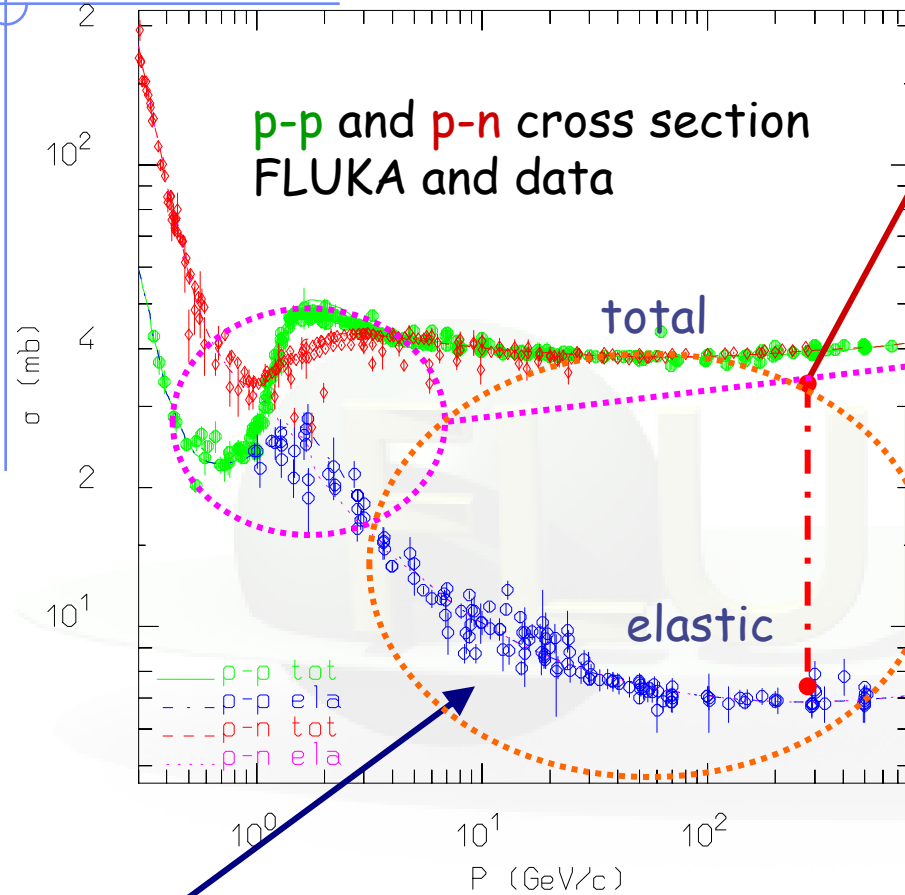 2
p-p and p-n cross section
FLUKA and data
10²
total
4
σ (mb)
2
10¹
elastic
p-p tot
p-p ela
p-n tot
p-n ela
10⁰ 10¹ 10²
P (GeV/c)
FLU